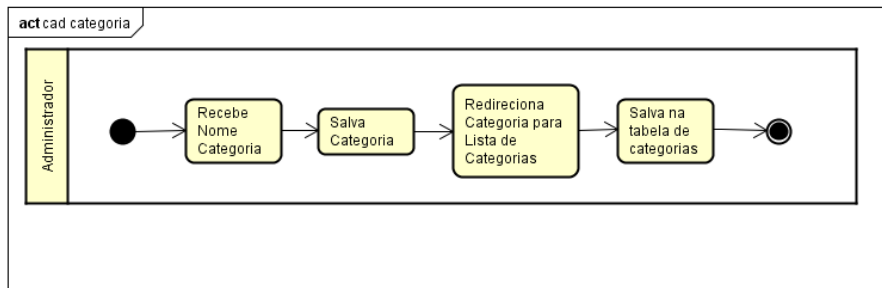 act cad categoria
Administrador
Recebe
Nome
Categoria
Salva
Categoria
Redireciona
Categoria para
Lista de
Categorias
Salva na
tabela de
categorias